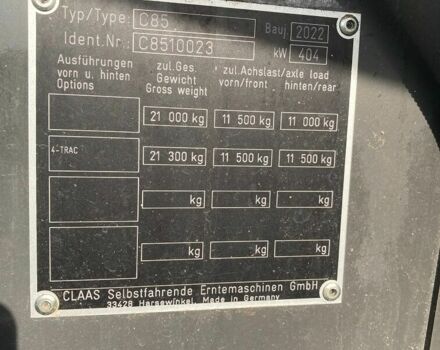 Typ/Type: C85 Bauj. 2022
Ident.Nr.: C8510023 kW 404
Ausführungen vorn u. hinten Options
zul.Ges. Gewicht Gross weight
zul.Achslast/axle load vorn/front hinten/rear
21 000 kg 11 500 kg 11 000 kg
4-TRAC 21 300 kg 11 500 kg 11 500 kg
kg kg kg
kg kg kg
CLAAS Selbstfahrende Erntemaschinen GmbH
33428 Harsewinkel, Made in Germany